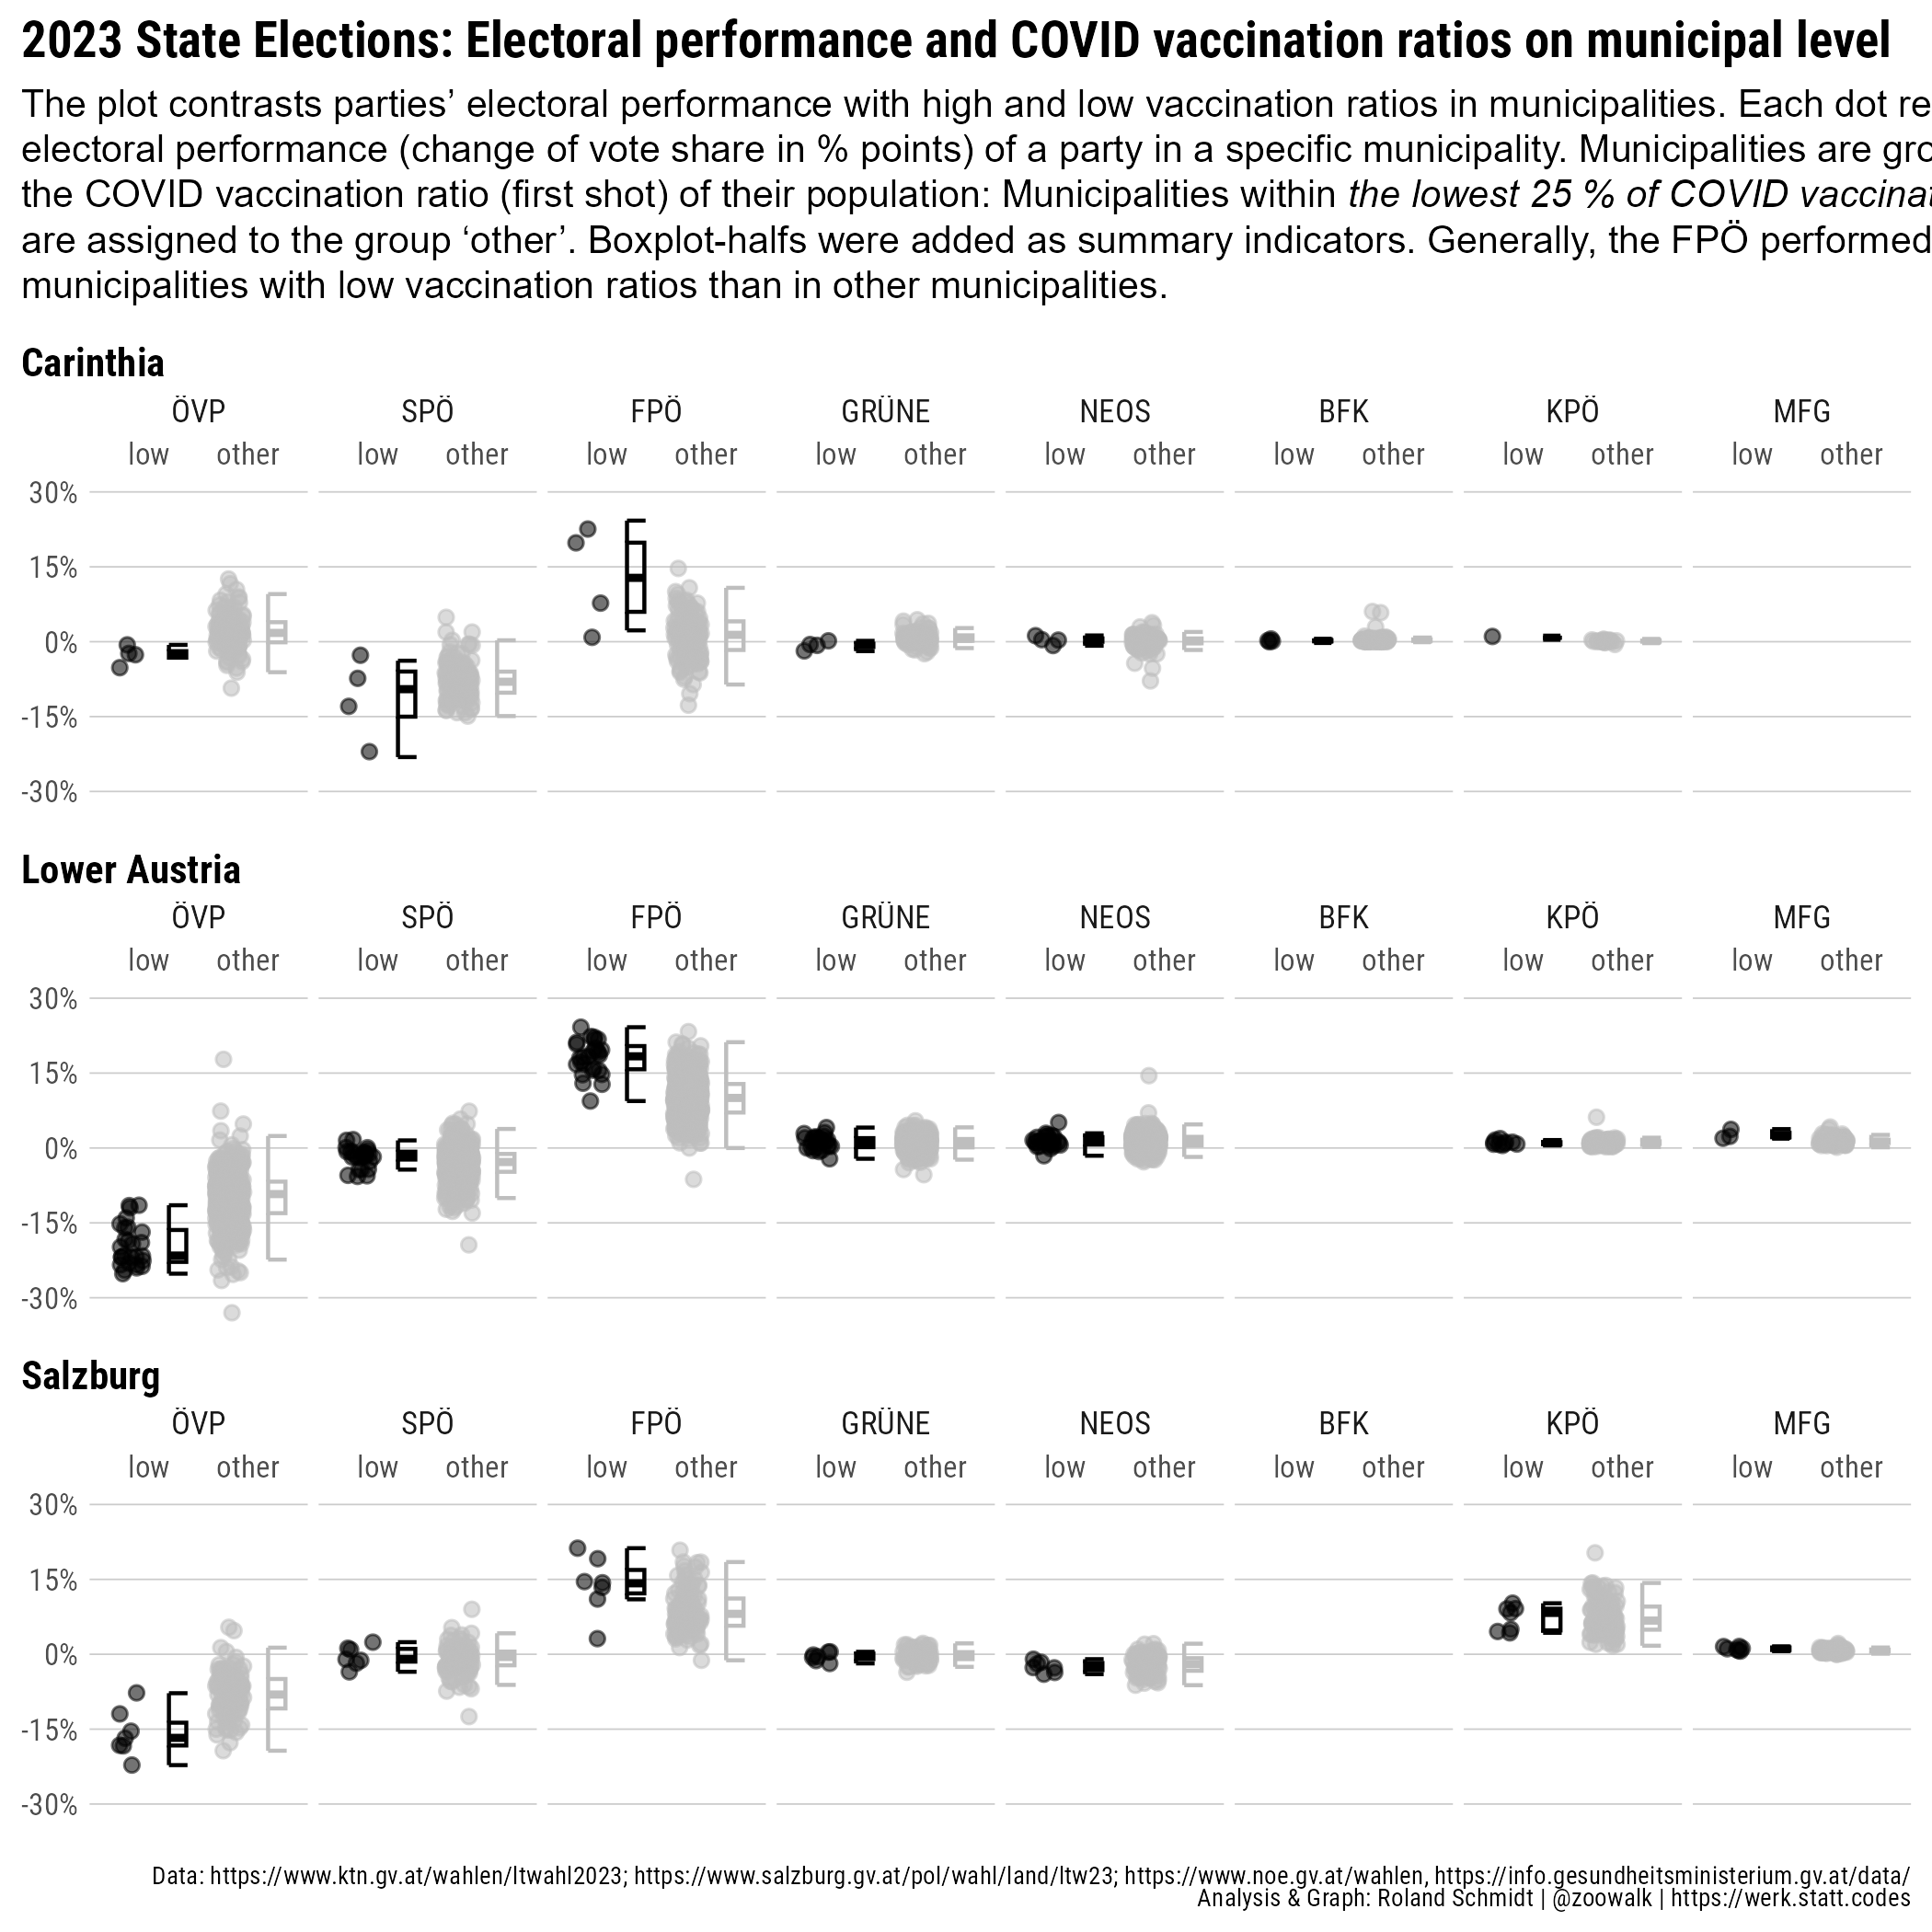 2023 State Elections: Electoral performance and COVID vaccination ratios on municipal level
The plot contrasts parties’ electoral performance with high and low vaccination ratios in municipalities. Each dot re
electoral performance (change of vote share in % points) of a party in a specific municipality. Municipalities are gro
the COVID vaccination ratio (first shot) of their population: Municipalities within the lowest 25 % of COVID vaccinat
are assigned to the group ‘other’. Boxplot-halfs were added as summary indicators. Generally, the FPÖ performed
municipalities with low vaccination ratios than in other municipalities.
Carinthia
ÖVP SPÖ FPÖ GRÜNE NEOS BFK KPÖ MFG
low other low other low other low other low other low other low other low other
30%
15%
0%
-15%
-30%
Lower Austria
ÖVP SPÖ FPÖ GRÜNE NEOS BFK KPÖ MFG
low other low other low other low other low other low other low other low other
30%
15%
0%
-15%
-30%
Salzburg
ÖVP SPÖ FPÖ GRÜNE NEOS BFK KPÖ MFG
low other low other low other low other low other low other low other low other
30%
15%
0%
-15%
-30%
Data: https://www.ktn.gv.at/wahlen/ltwahl2023; https://www.salzburg.gv.at/pol/wahl/land/ltw23; https://www.noe.gv.at/wahlen, https://info.gesundheitsministerium.gv.at/data/
Analysis & Graph: Roland Schmidt | @zoowalk | https://werk.statt.codes